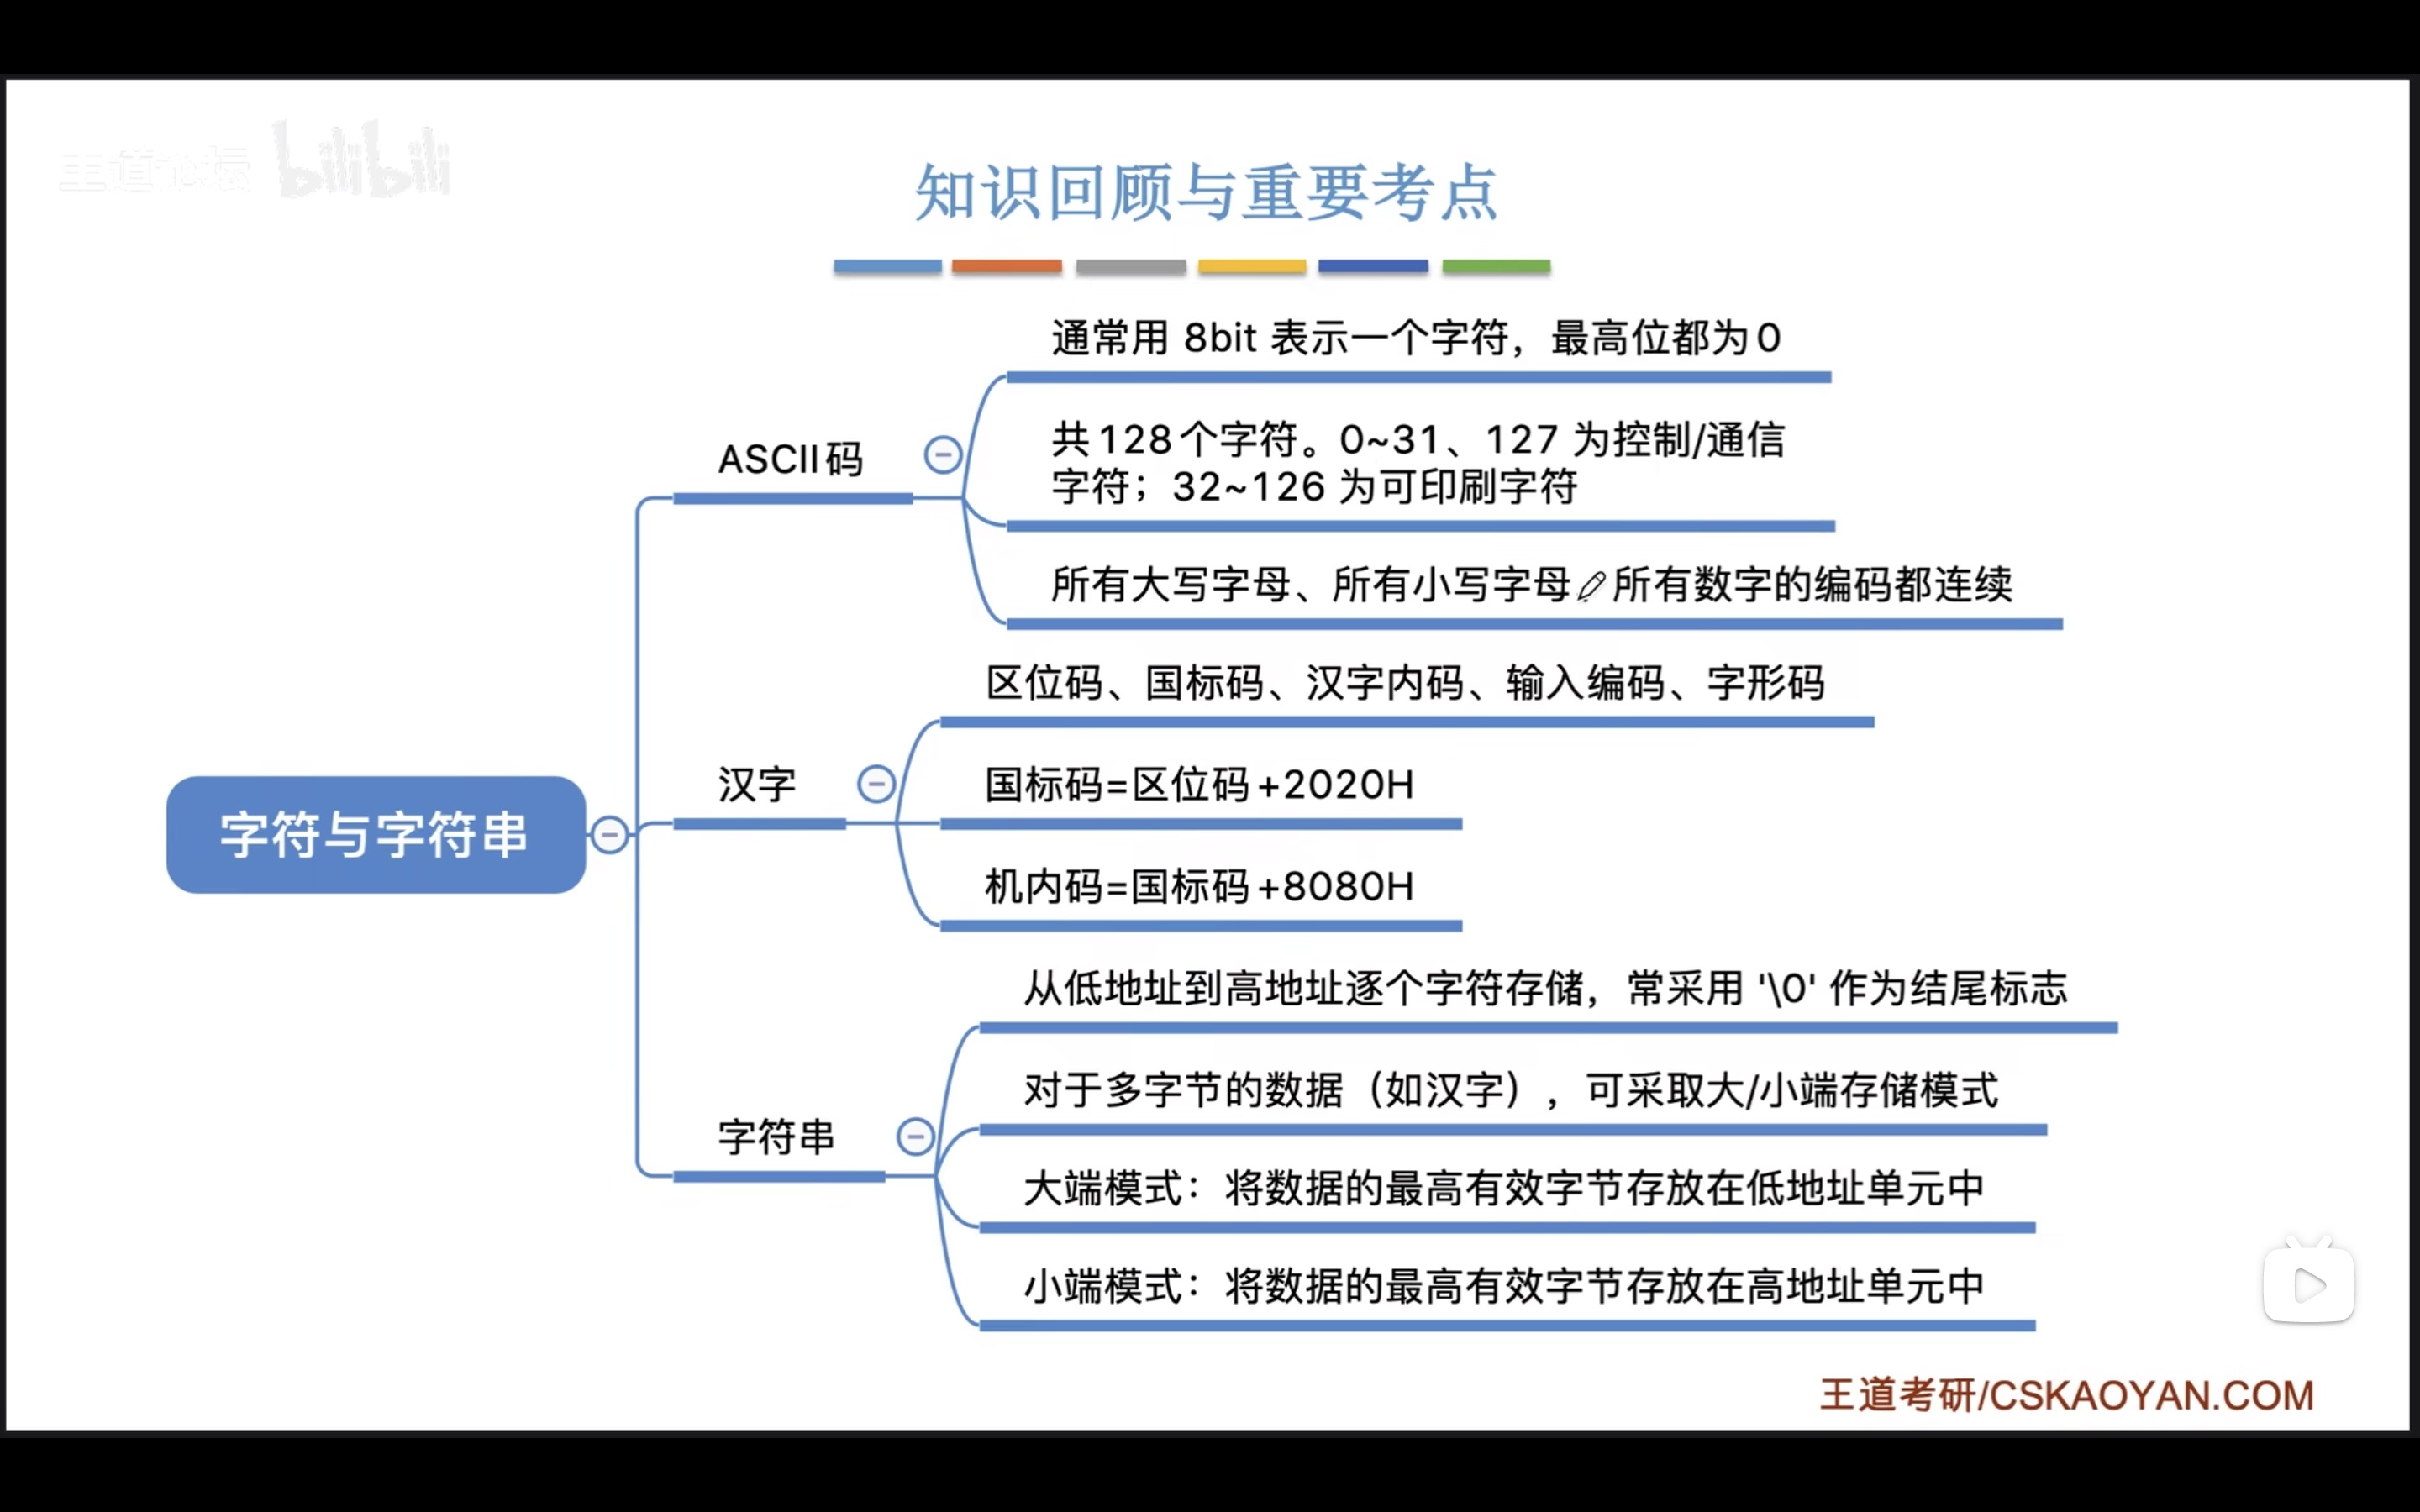 王道论坛 bilibili
知识回顾与重要考点
通常用 8bit 表示一个字符，最高位都为0
ASCII码
共128个字符。0~31、127 为控制/通信
字符；32~126 为可印刷字符
所有大写字母、所有小写字母 所有数字的编码都连续
区位码、国标码、汉字内码、输入编码、字形码
汉字
国标码=区位码+2020H
机内码=国标码+8080H
字符与字符串
从低地址到高地址逐个字符存储，常采用 '\0' 作为结尾标志
对于多字节的数据（如汉字），可采取大/小端存储模式
字符串
大端模式：将数据的最高有效字节存放在低地址单元中
小端模式：将数据的最高有效字节存放在高地址单元中
王道考研/CSKAOYAN.COM